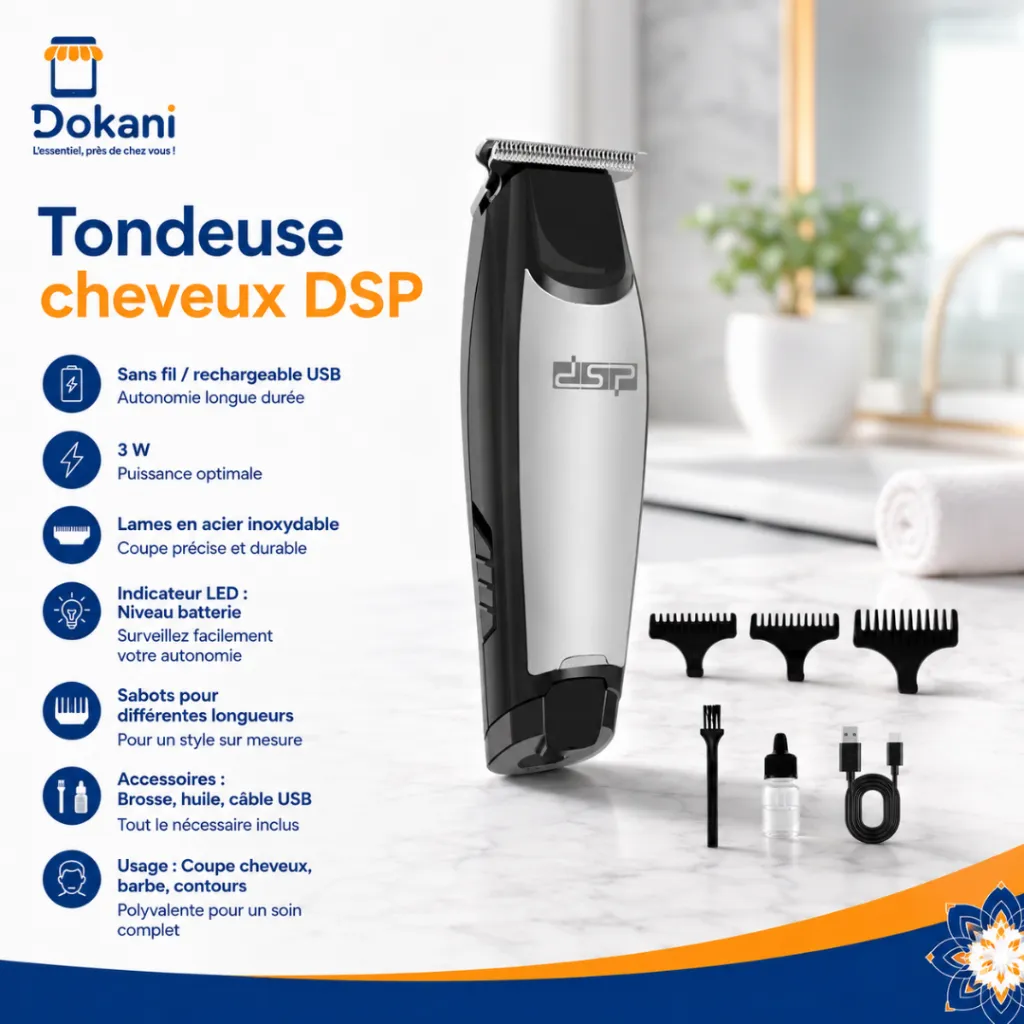 Dokani
L'essentiel, près de chez vous !
Tondeuse
cheveux DSP
Sans fil / rechargeable USB
Autonomie longue durée
3 W
Puissance optimale
Lames en acier inoxydable
Coupe précise et durable
Indicateur LED :
Niveau batterie
Surveillez facilement
votre autonomie
Sabots pour
différentes longueurs
Pour un style sur mesure
Accessoires :
Brosse, huile, câble USB
Tout le nécessaire inclus
Usage : Coupe cheveux,
barbe, contours
Polyvalente pour un soin
complet
dsp